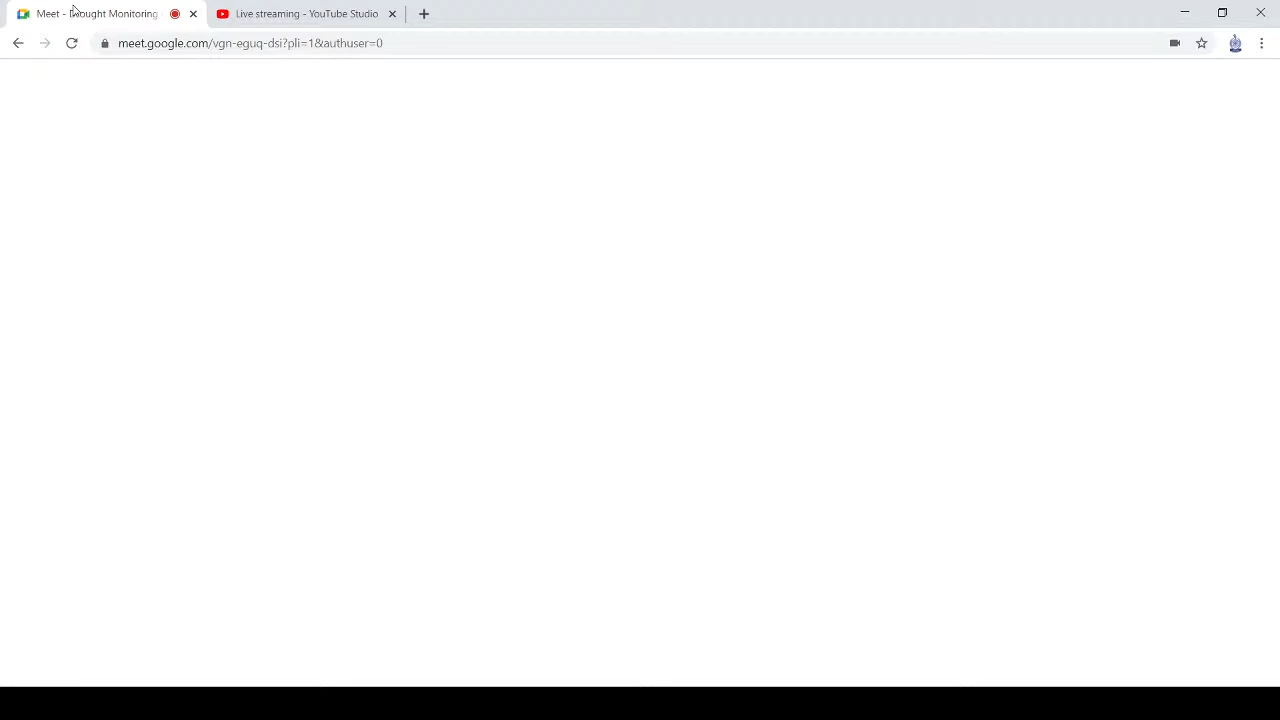 Meet - Drought Monitoring
Live streaming - YouTube Studio
meet.google.com/vgn-eguq-dsi?pli=1&authuser=0